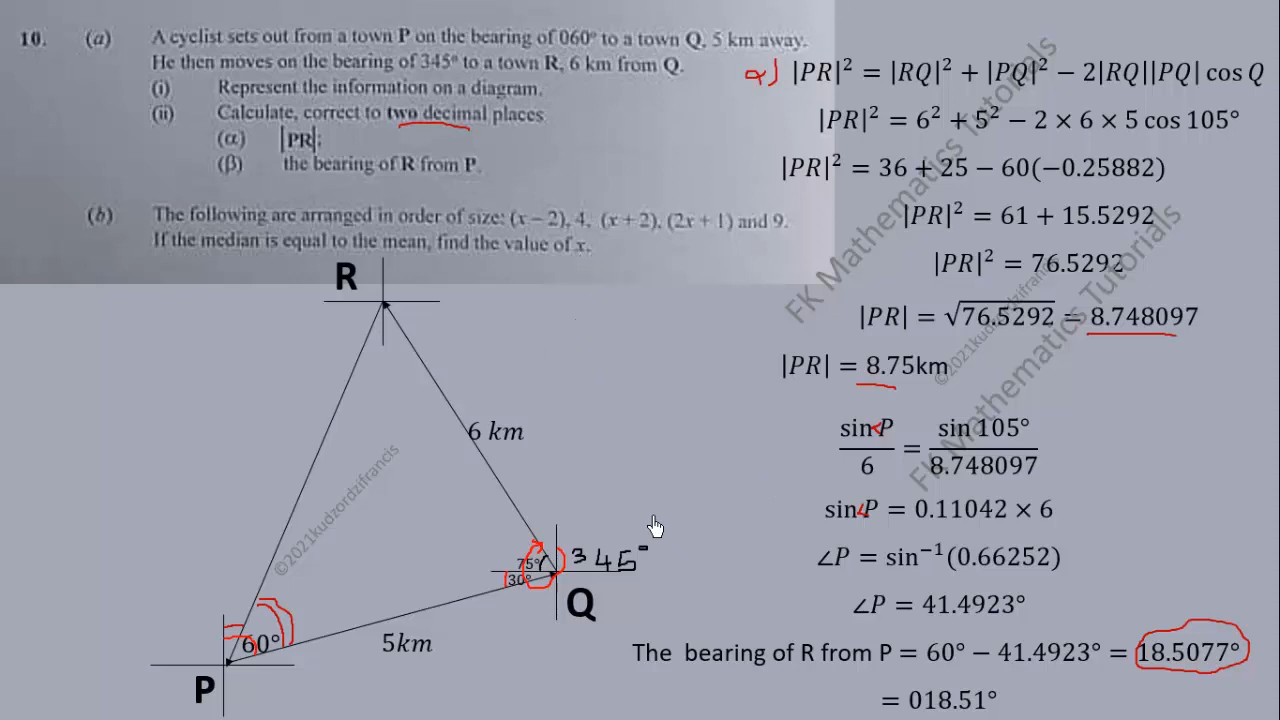 10. (a) A cyclist sets out from a town P on the bearing of 060° to a town Q, 5 km away.
He then moves on the bearing of 345° to a town R, 6 km from Q.
(i) Represent the information on a diagram.
(ii) Calculate, correct to two decimal places
(α) |PR|;
(β) the bearing of R from P.
(b) The following are arranged in order of size: (x – 2), 4, (x + 2), (2x + 1) and 9.
If the median is equal to the mean, find the value of x.
R
6 km
75°
345°
30°
Q
60°
5km
P
©2021kudzordzifrancis
α) |PR|² = |RQ|² + |PQ|² − 2|RQ||PQ| cos Q
|PR|² = 6² + 5² − 2 × 6 × 5 cos 105°
|PR|² = 36 + 25 − 60(−0.25882)
|PR|² = 61 + 15.5292
|PR|² = 76.5292
|PR| = √76.5292 = 8.748097
|PR| = 8.75km
sin<P / 6 = sin 105° / 8.748097
sin<P = 0.11042 × 6
∠P = sin⁻¹(0.66252)
∠P = 41.4923°
The bearing of R from P = 60° − 41.4923° = 18.5077°
= 018.51°
FK Mathematics Tutorials
©2021kudzordzifrancis
FK Mathematics Tutorials